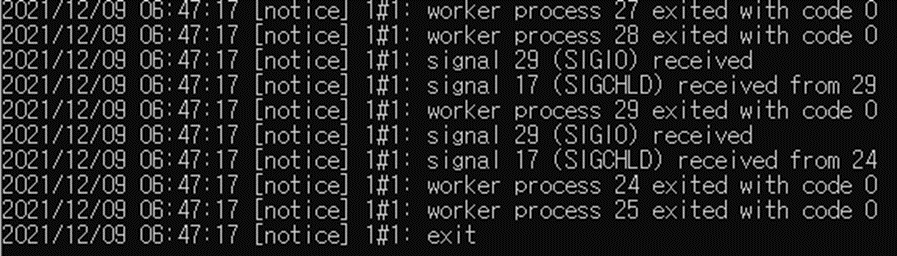 2021/12/09 06:47:17 [notice] 1#1: worker process 27 exited with code 0
2021/12/09 06:47:17 [notice] 1#1: worker process 28 exited with code 0
2021/12/09 06:47:17 [notice] 1#1: signal 29 (SIGIO) received
2021/12/09 06:47:17 [notice] 1#1: signal 17 (SIGCHLD) received from 29
2021/12/09 06:47:17 [notice] 1#1: worker process 29 exited with code 0
2021/12/09 06:47:17 [notice] 1#1: signal 29 (SIGIO) received
2021/12/09 06:47:17 [notice] 1#1: signal 17 (SIGCHLD) received from 24
2021/12/09 06:47:17 [notice] 1#1: worker process 24 exited with code 0
2021/12/09 06:47:17 [notice] 1#1: worker process 25 exited with code 0
2021/12/09 06:47:17 [notice] 1#1: exit